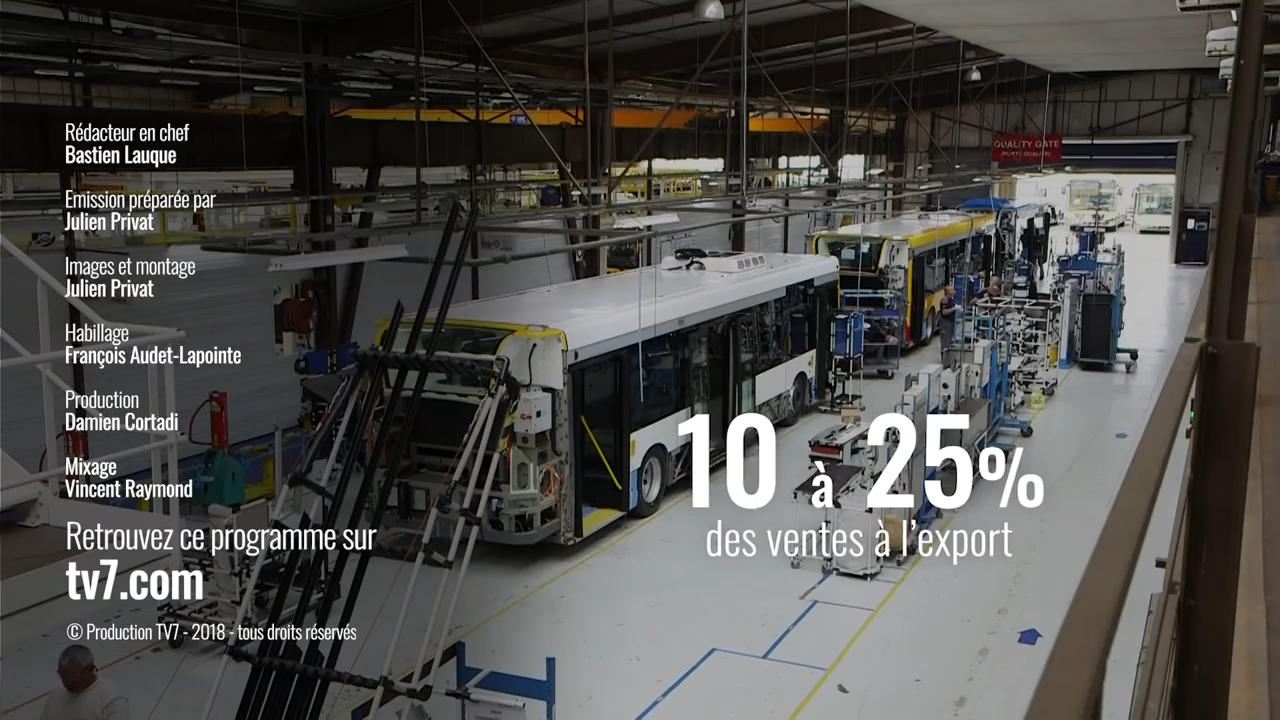 Rédacteur en chef
Bastien Lauque
Emission préparée par
Julien Privat
Images et montage
Julien Privat
Habillage
François Audet-Lapointe
Production
Damien Cortadi
Mixage
Vincent Raymond
Retrouvez ce programme sur
tv7.com
© Production TV7 - 2018 - tous droits réservés
QUALITY GATE
10 à 25%
des ventes à l'export